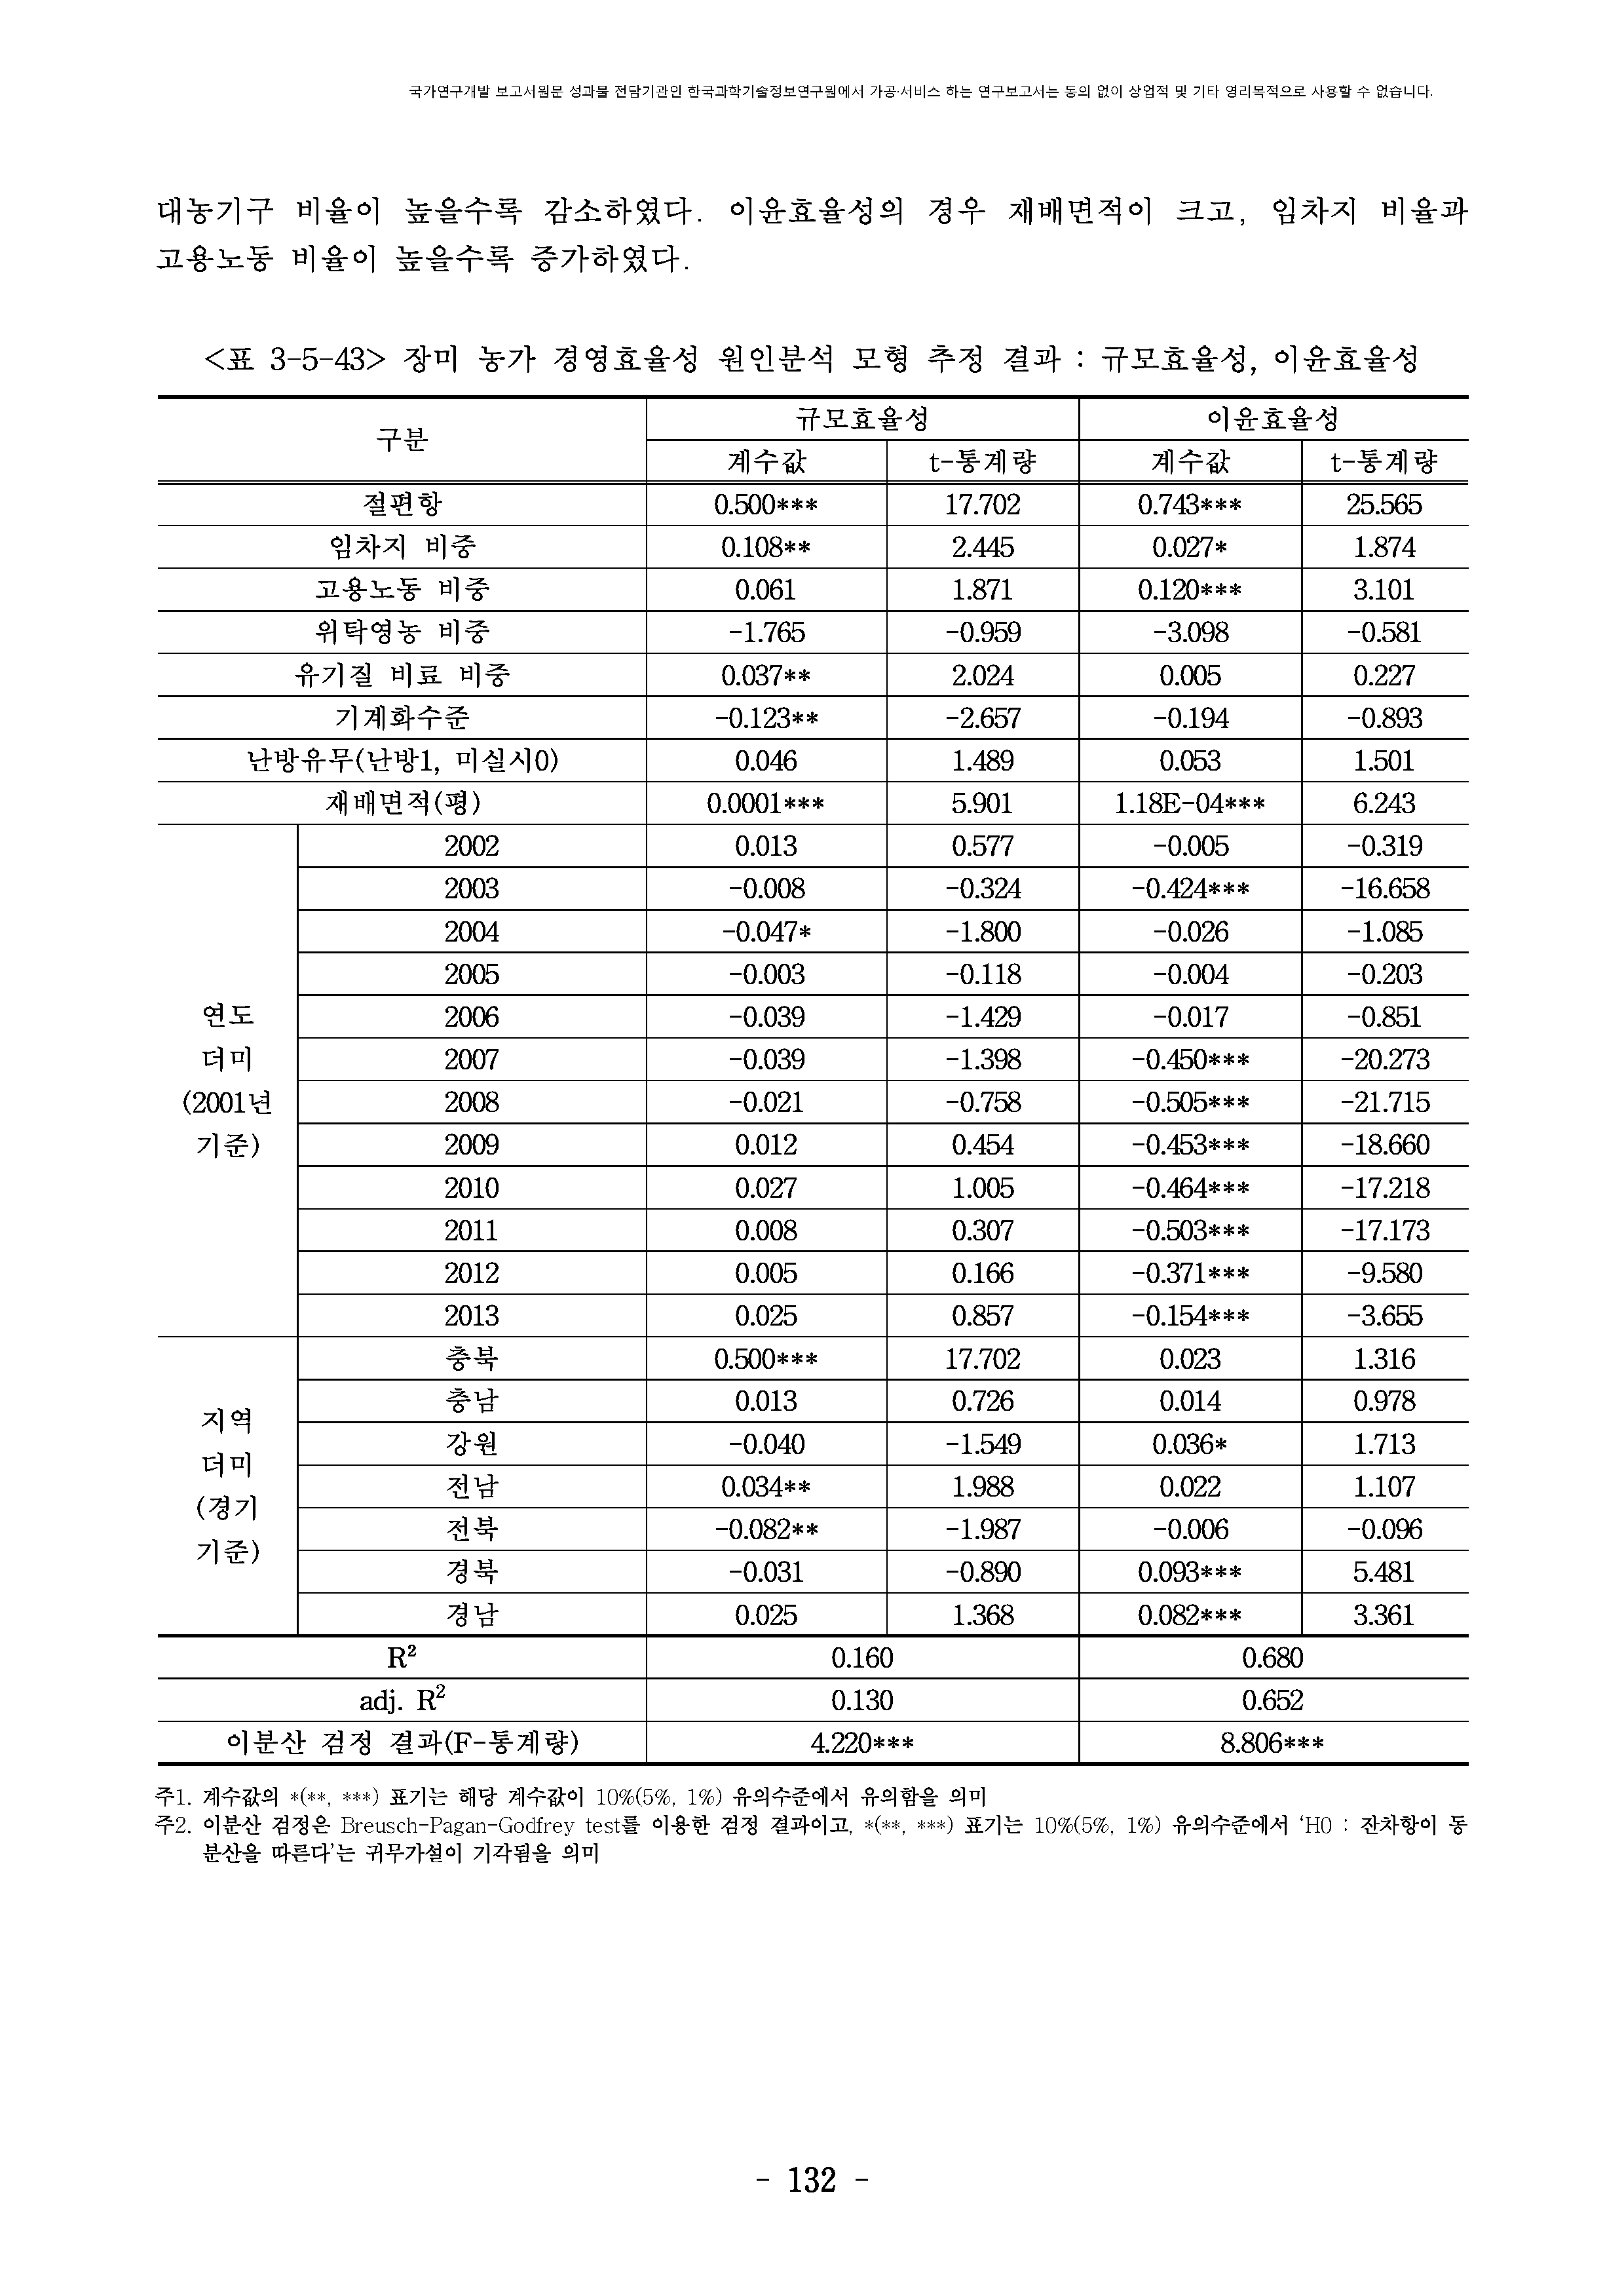 국가연구개발 보고서원문 성과물 전담기관인 한국과학기술정보연구원에서 가공·서비스 하는 연구보고서는 동의 없이 상업적 및 기타 영리목적으로 사용할 수 없습니다.
대농기구 비율이 높을수록 감소하였다. 이윤효율성의 경우 재배면적이 크고, 임차지 비율과
고용노동 비율이 높을수록 증가하였다.
<표 3-5-43> 장미 농가 경영효율성 원인분석 모형 추정 결과 : 규모효율성, 이윤효율성
구분 규모효율성 이윤효율성
계수값 t-통계량 계수값 t-통계량
절편항 0.500*** 17.702 0.743*** 25.565
임차지 비중 0.108** 2.445 0.027* 1.874
고용노동 비중 0.061 1.871 0.120*** 3.101
위탁영농 비중 -1.765 -0.959 -3.098 -0.581
유기질 비료 비중 0.037** 2.024 0.005 0.227
기계화수준 -0.123** -2.657 -0.194 -0.893
난방유무(난방1, 미실시0) 0.046 1.489 0.053 1.501
재배면적(평) 0.0001*** 5.901 1.18E-04*** 6.243
연도
더미
(2001년
기준)
2002 0.013 0.577 -0.005 -0.319
2003 -0.008 -0.324 -0.424*** -16.658
2004 -0.047* -1.800 -0.026 -1.085
2005 -0.003 -0.118 -0.004 -0.203
2006 -0.039 -1.429 -0.017 -0.851
2007 -0.039 -1.398 -0.450*** -20.273
2008 -0.021 -0.758 -0.505*** -21.715
2009 0.012 0.454 -0.453*** -18.660
2010 0.027 1.005 -0.464*** -17.218
2011 0.008 0.307 -0.503*** -17.173
2012 0.005 0.166 -0.371*** -9.580
2013 0.025 0.857 -0.154*** -3.655
지역
더미
(경기
기준)
충북 0.500*** 17.702 0.023 1.316
충남 0.013 0.726 0.014 0.978
강원 -0.040 -1.549 0.036* 1.713
전남 0.034** 1.988 0.022 1.107
전북 -0.082** -1.987 -0.006 -0.096
경북 -0.031 -0.890 0.093*** 5.481
경남 0.025 1.368 0.082*** 3.361
R² 0.160 0.680
adj. R² 0.130 0.652
이분산 검정 결과(F-통계량) 4.220*** 8.806***
주1. 계수값의 *(**, ***) 표기는 해당 계수값이 10%(5%, 1%) 유의수준에서 유의함을 의미
주2. 이분산 검정은 Breusch-Pagan-Godfrey test를 이용한 검정 결과이고, *(**, ***) 표기는 10%(5%, 1%) 유의수준에서 ‘H0 : 잔차항이 동
분산을 따른다’는 귀무가설이 기각됨을 의미
- 132 -